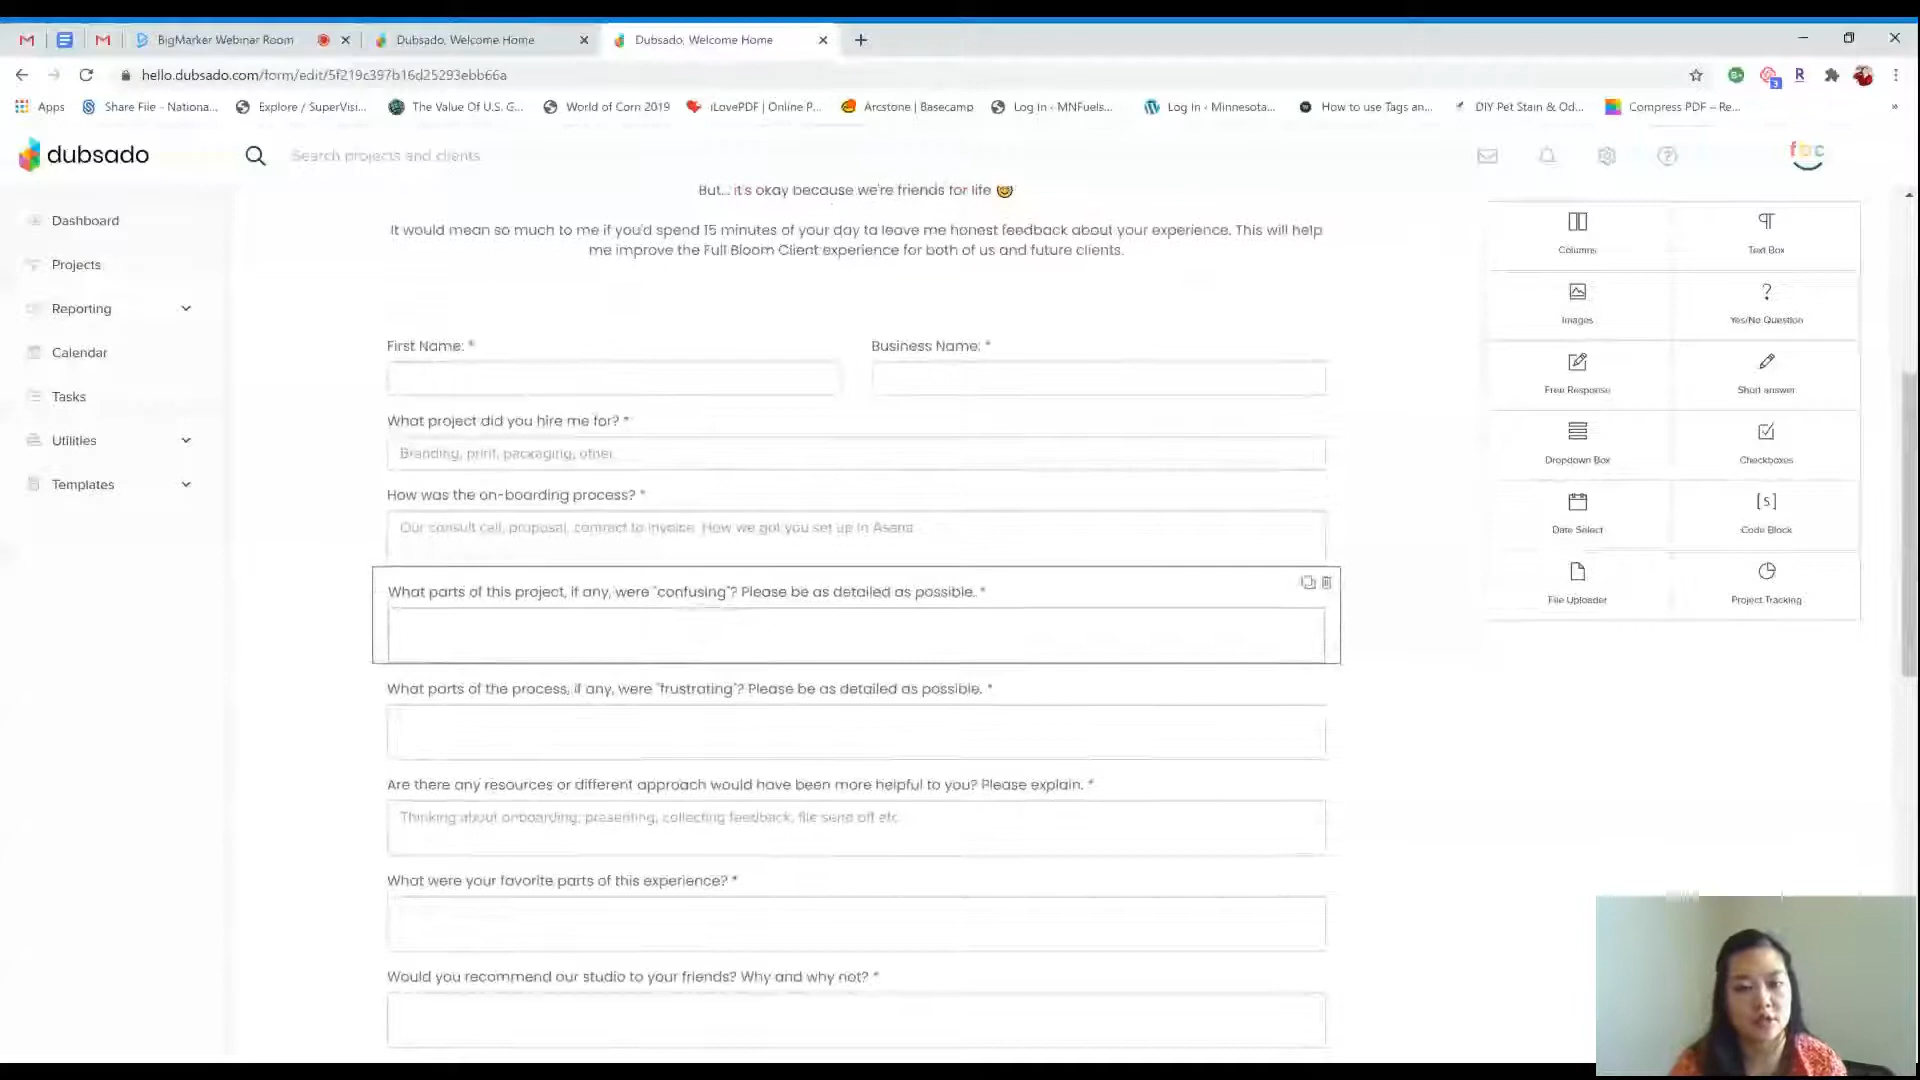 BigMarker Webinar Room
Dubsado, Welcome Home
Dubsado, Welcome Home
hello.dubsado.com/form/edit/5f219c397b16d25293ebb66a
3
R
Apps
Share File - Nationa...
Explore / SuperVisi...
The Value Of U.S. G...
World of Corn 2019
iLovePDF | Online P...
Arcstone | Basecamp
Log In ‹ MNFuels...
Log In ‹ Minnesota...
How to use Tags an...
DIY Pet Stain & Od...
Compress PDF – Re...
»
dubsado
Search projects and clients
Dashboard
Projects
Reporting
Calendar
Tasks
Utilities
Templates
But... it's okay because we're friends for life
It would mean so much to me if you'd spend 15 minutes of your day to leave me honest feedback about your experience. This will help
me improve the Full Bloom Client experience for both of us and future clients.
First Name: *
Business Name: *
What project did you hire me for? *
Branding, print, packaging, other
How was the on-boarding process? *
Our consult call, proposal, contract to invoice. How we got you set up in Asana
What parts of this project, if any, were "confusing"? Please be as detailed as possible. *
What parts of the process, if any, were "frustrating"? Please be as detailed as possible. *
Are there any resources or different approach would have been more helpful to you? Please explain. *
Thinking about onboarding, presenting, collecting feedback, file send off etc
What were your favorite parts of this experience? *
Would you recommend our studio to your friends? Why and why not? *
Columns
Text Box
Images
Yes/No Question
Free Response
Short answer
Dropdown Box
Checkboxes
Date Select
[s]
Code Block
File Uploader
Project Tracking